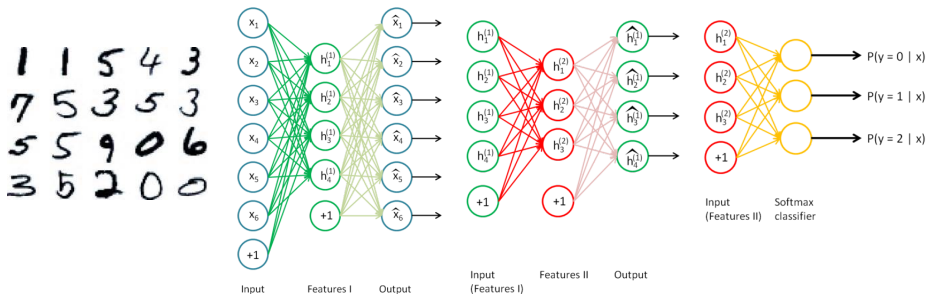 1 1 5 4 3
7 5 3 5 3
5 5 9 0 6
3 5 2 0 0
x1
x2
x3
x4
x5
x6
+1
Input
h1(1)
h2(1)
h3(1)
h4(1)
+1
Features I
x̂1
x̂2
x̂3
x̂4
x̂5
x̂6
Output
h1(1)
h2(1)
h3(1)
h4(1)
+1
Input
(Features I)
h1(2)
h2(2)
h3(2)
+1
Features II
ĥ1(1)
ĥ2(1)
ĥ3(1)
ĥ4(1)
Output
h1(2)
h2(2)
h3(2)
+1
Input
(Features II)
Softmax
classifier
P(y = 0 | x)
P(y = 1 | x)
P(y = 2 | x)